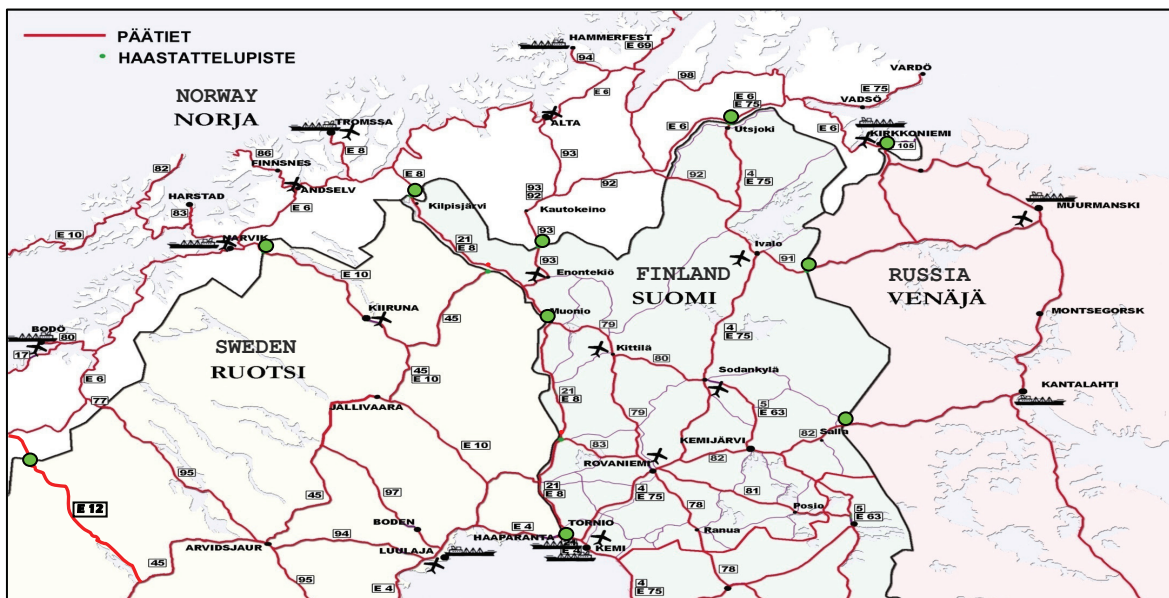 PÄÄTIET
HAASTATTELUPISTE
HAMMERFEST
E 69
94
98
VARDÖ
E 75
VADSÖ
E 6
NORWAY
NORJA
TROMSSA
ALTA
E 6
E 75
Utsjoki
E 6
E 6
KIRKKONIEMI
105
86
FINNSNES
E 8
82
ANDSELV
E 8
93
92
92
4
E 75
HARSTAD
83
E 6
Kilpisjärvi
93
92
Kautokeino
MUURMANSKI
E 10
NARVIK
21
E 8
93
93
Ivalo
91
E 10
Enontekiö
FINLAND
SUOMI
RUSSIA
VENÄJÄ
KIIRUNA
45
Muonio
79
4
E 75
MONTSEGORSK
BODÖ
80
17
SWEDEN
RUOTSI
Kittilä
80
Sodankylä
E 6
77
45
E 10
21
E 8
79
5
E 63
KANTALAHTI
JALLIVAARA
E 10
83
KEMIJÄRVI
82
Salla
95
45
97
ROVANIEMI
82
E 12
21
E 8
4
E 75
78
81
Posio
5
E 63
BODEN
E 4
TORNIO
Ranua
94
HAAPARANTA
E 4
KEMI
ARVIDSJAUR
LUULAJA
45
95
E 4
4
E 75
78